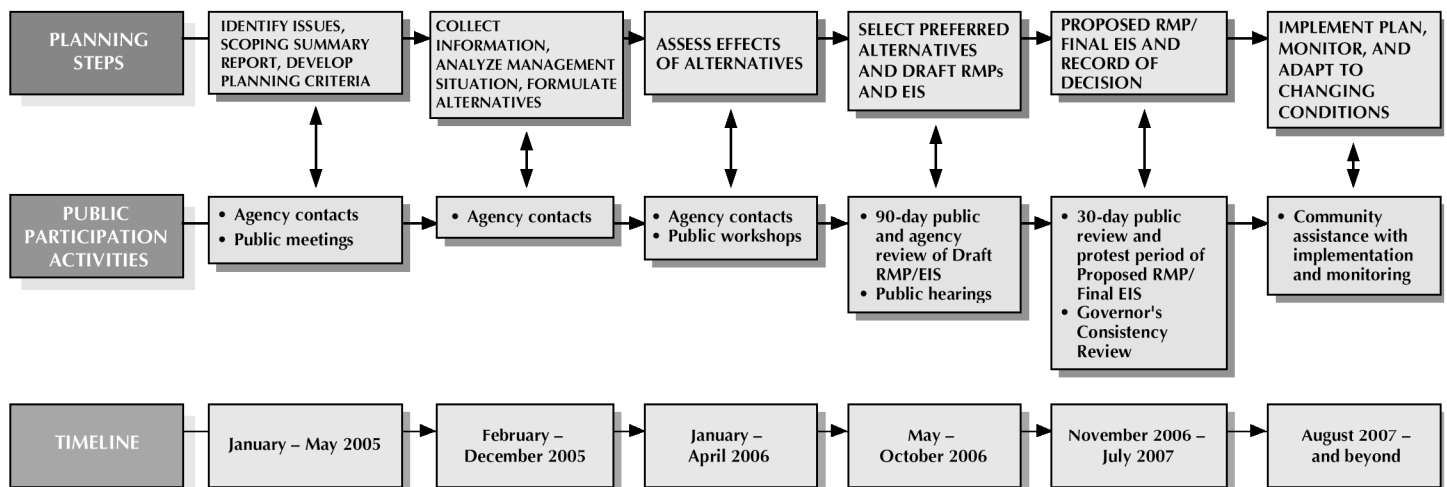 PLANNING
STEPS
IDENTIFY ISSUES,
SCOPING SUMMARY
REPORT, DEVELOP
PLANNING CRITERIA
COLLECT
INFORMATION,
ANALYZE MANAGEMENT
SITUATION, FORMULATE
ALTERNATIVES
ASSESS EFFECTS
OF ALTERNATIVES
SELECT PREFERRED
ALTERNATIVES
AND DRAFT RMPs
AND EIS
PROPOSED RMP/
FINAL EIS AND
RECORD OF
DECISION
IMPLEMENT PLAN,
MONITOR, AND
ADAPT TO
CHANGING
CONDITIONS
PUBLIC
PARTICIPATION
ACTIVITIES
• Agency contacts
• Public meetings
• Agency contacts
• Agency contacts
• Public workshops
• 90-day public
and agency
review of Draft
RMP/EIS
• Public hearings
• 30-day public
review and
protest period of
Proposed RMP/
Final EIS
• Governor's
Consistency
Review
• Community
assistance with
implementation
and monitoring
TIMELINE
January – May 2005
February –
December 2005
January –
April 2006
May –
October 2006
November 2006 –
July 2007
August 2007 –
and beyond